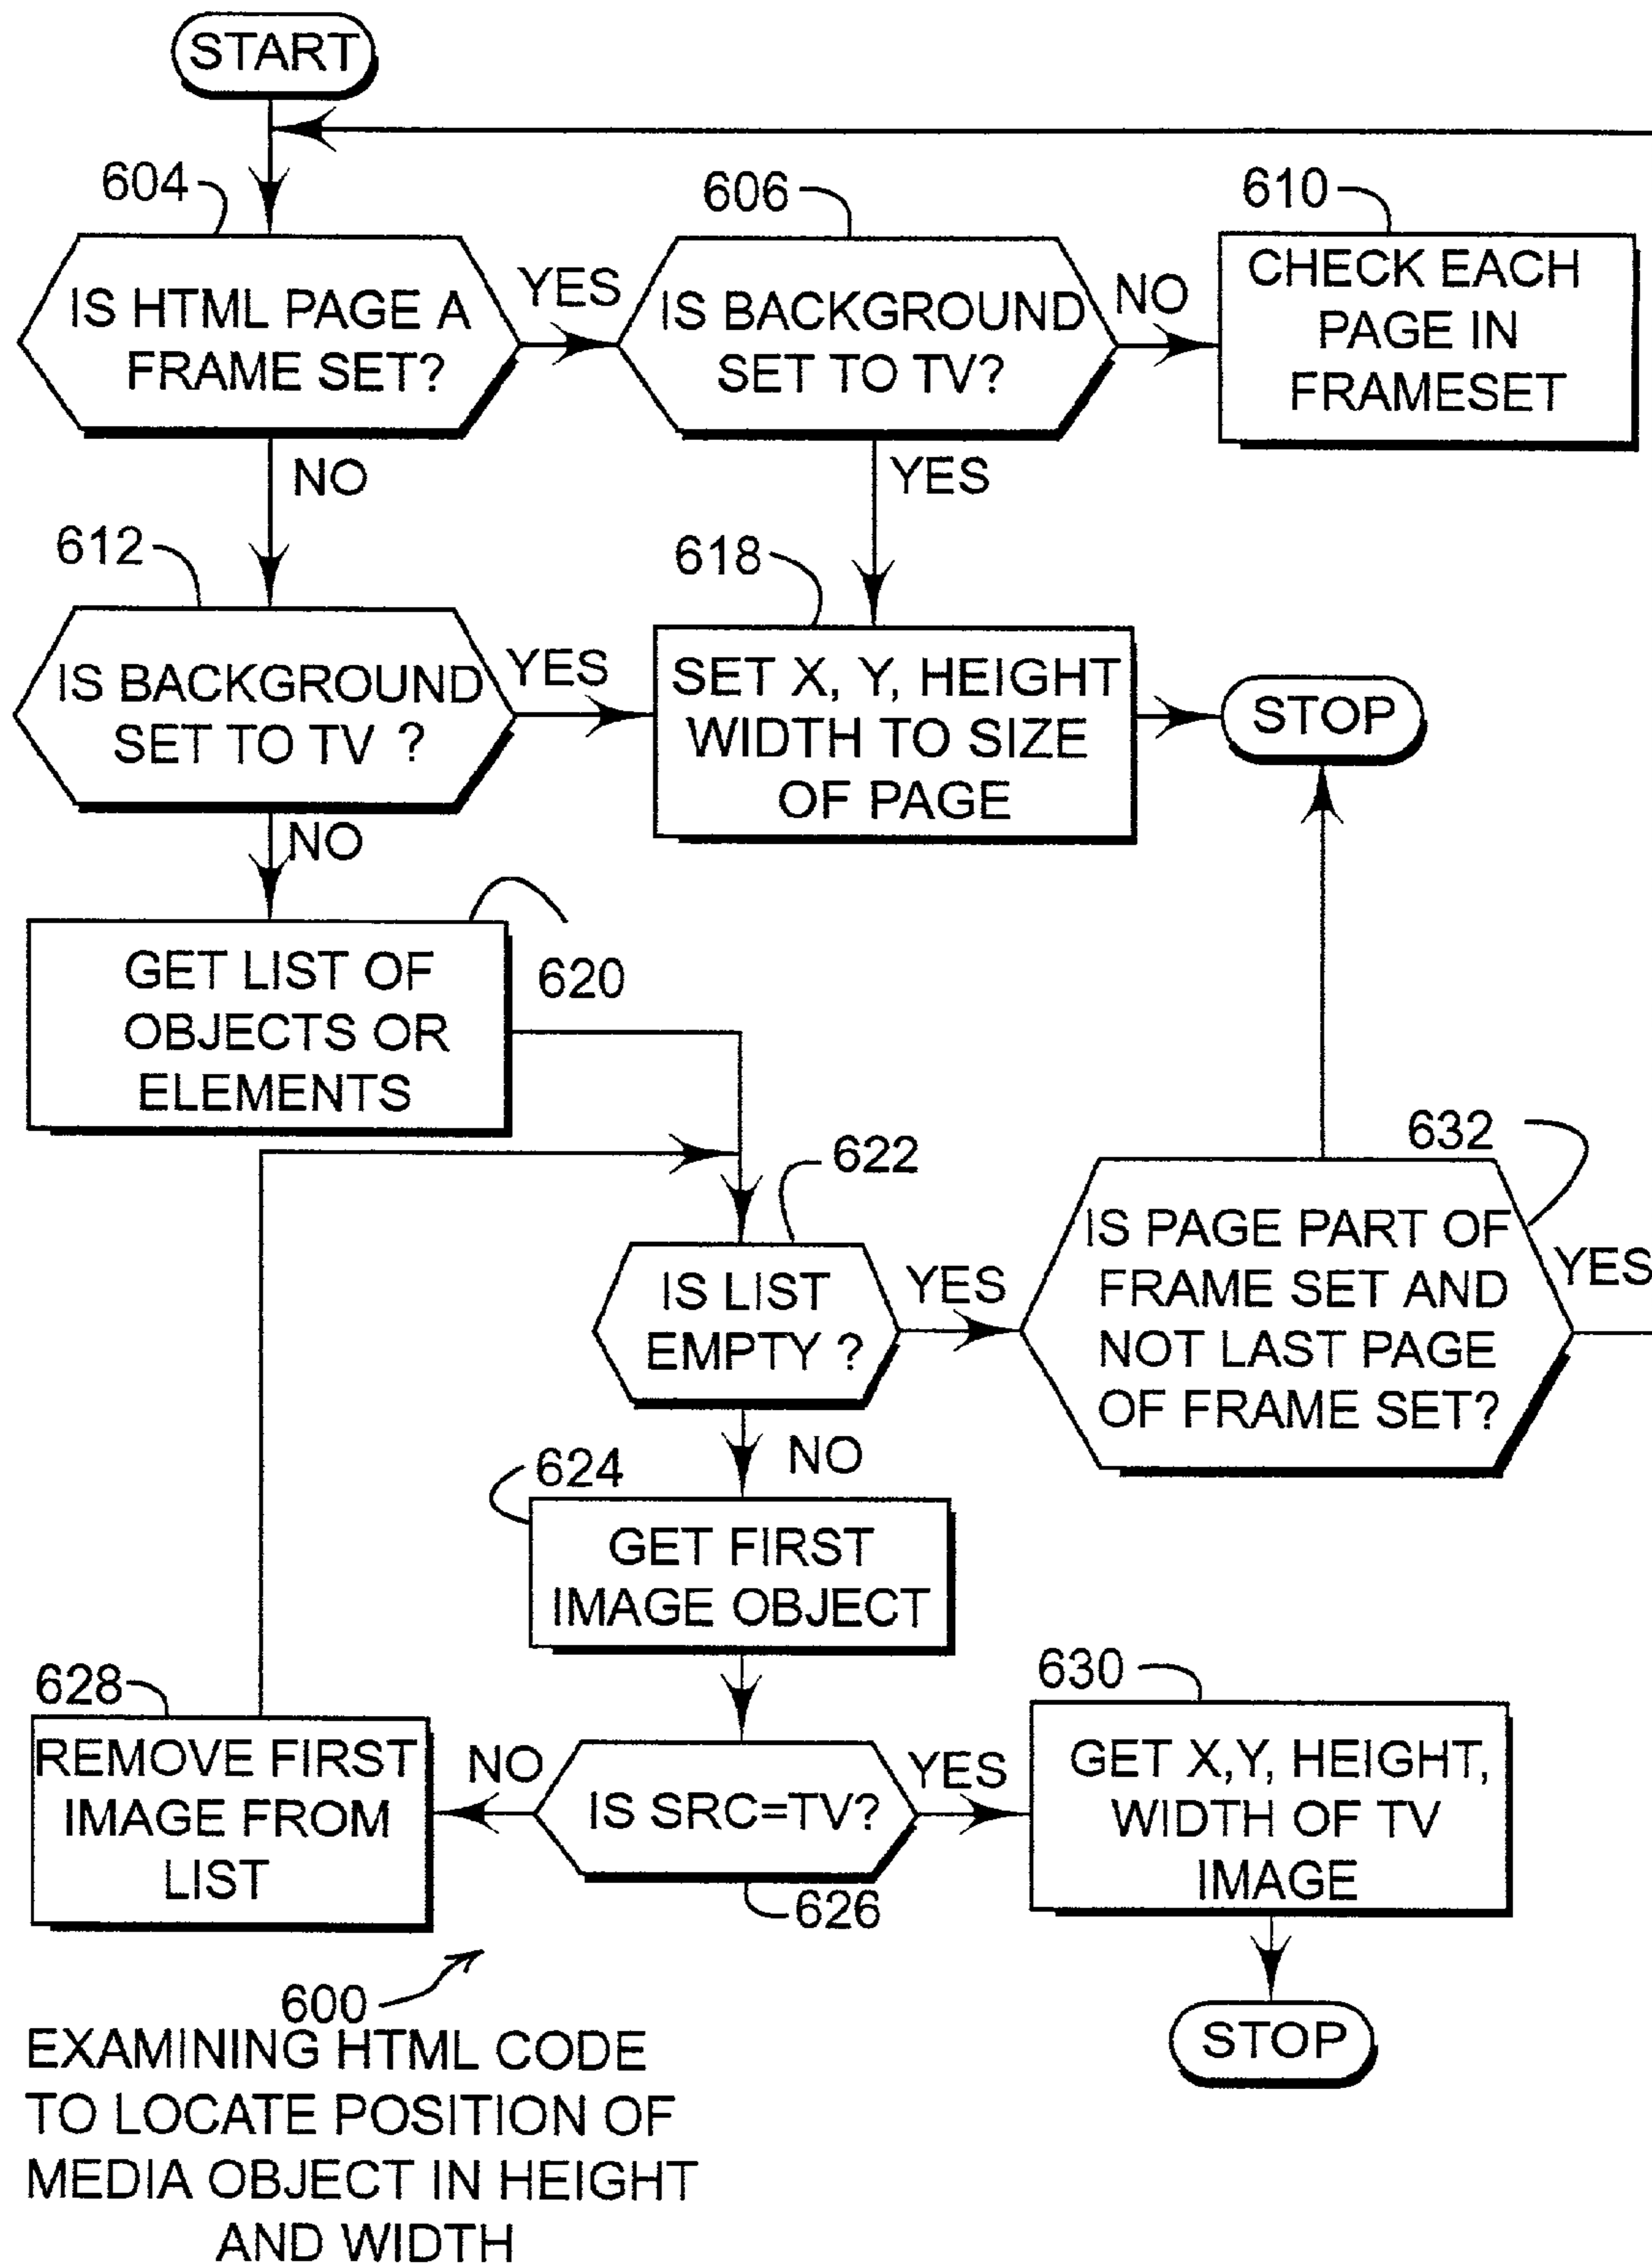 START
604
606
610
IS HTML PAGE A
FRAME SET?
YES
IS BACKGROUND
SET TO TV?
NO
CHECK EACH
PAGE IN
FRAMESET
NO
YES
612
618
IS BACKGROUND
SET TO TV ?
YES
SET X, Y, HEIGHT
WIDTH TO SIZE
OF PAGE
STOP
NO
GET LIST OF
OBJECTS OR
ELEMENTS
620
622
632
IS LIST
EMPTY ?
YES
IS PAGE PART OF
FRAME SET AND
NOT LAST PAGE
OF FRAME SET?
YES
NO
624
GET FIRST
IMAGE OBJECT
628
REMOVE FIRST
IMAGE FROM
LIST
NO
IS SRC=TV?
626
YES
630
GET X,Y, HEIGHT,
WIDTH OF TV
IMAGE
STOP
600
EXAMINING HTML CODE
TO LOCATE POSITION OF
MEDIA OBJECT IN HEIGHT
AND WIDTH